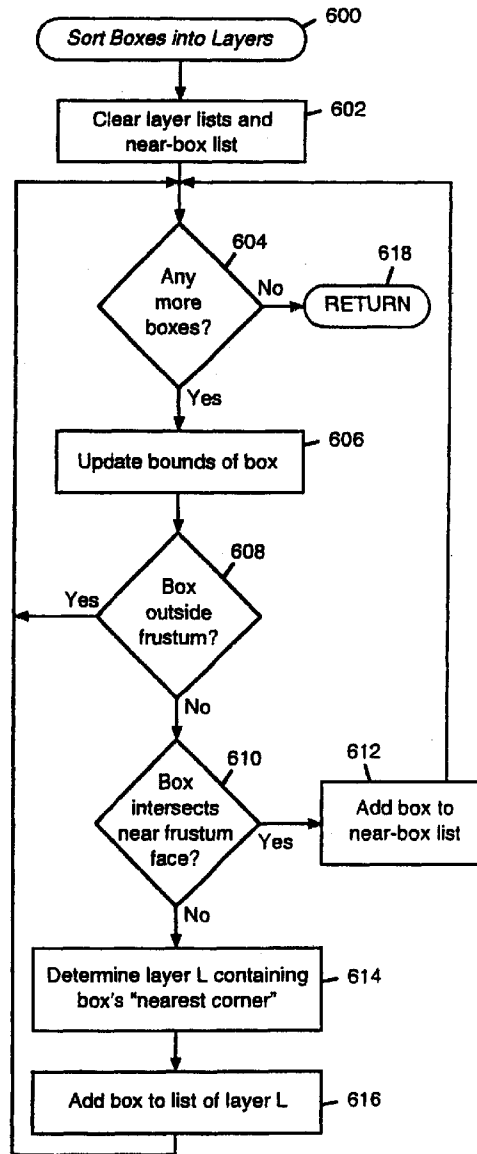 600
Sort Boxes into Layers
602
Clear layer lists and
near-box list
604
Any
more
boxes?
No
618
RETURN
Yes
606
Update bounds of box
608
Box
outside
frustum?
Yes
No
610
Box
intersects
near frustum
face?
Yes
612
Add box to
near-box list
No
614
Determine layer L containing
box's "nearest corner"
616
Add box to list of layer L